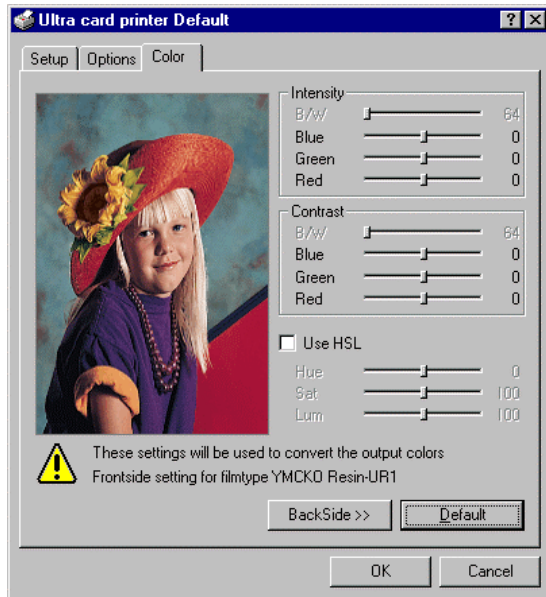 Ultra card printer Default
Setup Options Color
Intensity
B/W 64
Blue 0
Green 0
Red 0
Contrast
B/W 64
Blue 0
Green 0
Red 0
Use HSL
Hue 0
Sat 100
Lum 100
These settings will be used to convert the output colors
Frontside setting for filmtype YMCKO Resin-UR1
BackSide >> Default
OK Cancel